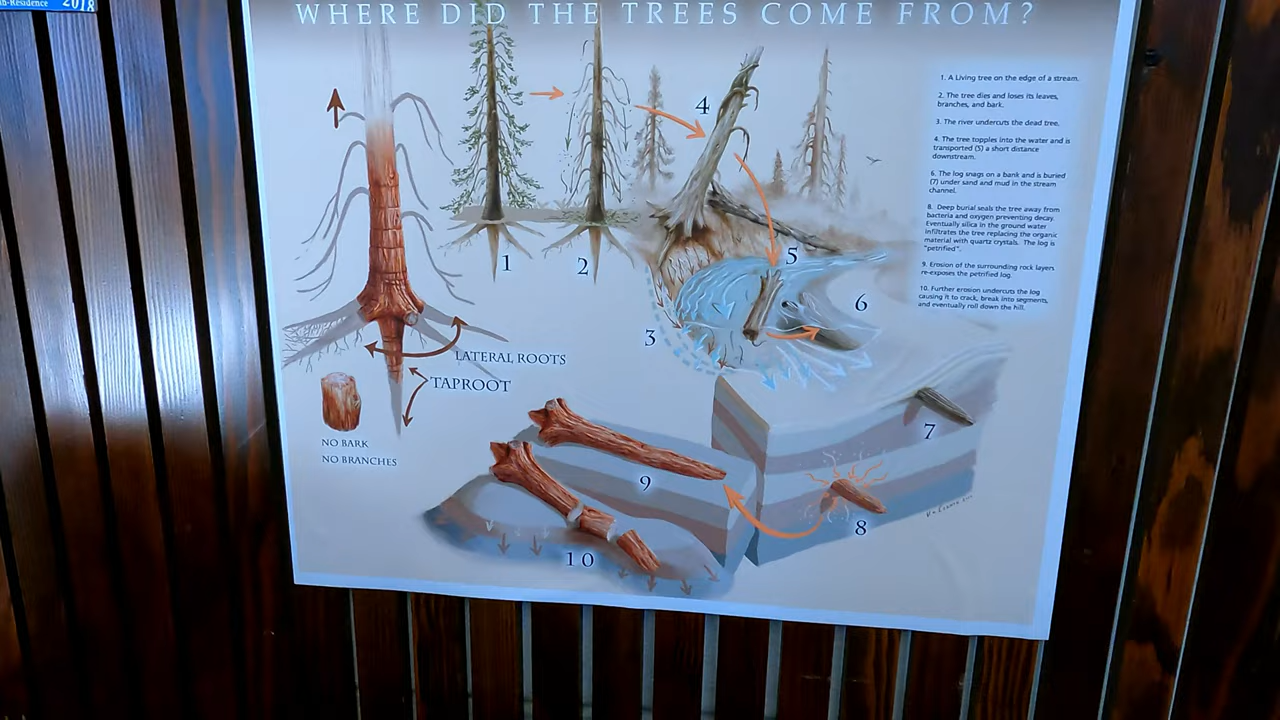 2018
WHERE DID THE TREES COME FROM?
1. A Living tree on the edge of a stream.
2. The tree dies and loses its leaves,
branches, and bark.
3. The river undercuts the dead tree.
4. The tree topples into the water and is
transported (5) a short distance
downstream.
6. The log snags on a bank and is buried
(7) under sand and mud in the stream
channel.
8. Deep burial seals the tree away from
bacteria and oxygen preventing decay.
Eventually silica in the ground water
infiltrates the tree replacing the organic
material with quartz crystals. The log is
"petrified".
9. Erosion of the surrounding rock layers
re-exposes the petrified log.
10. Further erosion undercuts the log
causing it to crack, break into segments,
and eventually roll down the hill.
4
1
2
5
6
3
LATERAL ROOTS
TAPROOT
NO BARK
NO BRANCHES
7
9
8
10